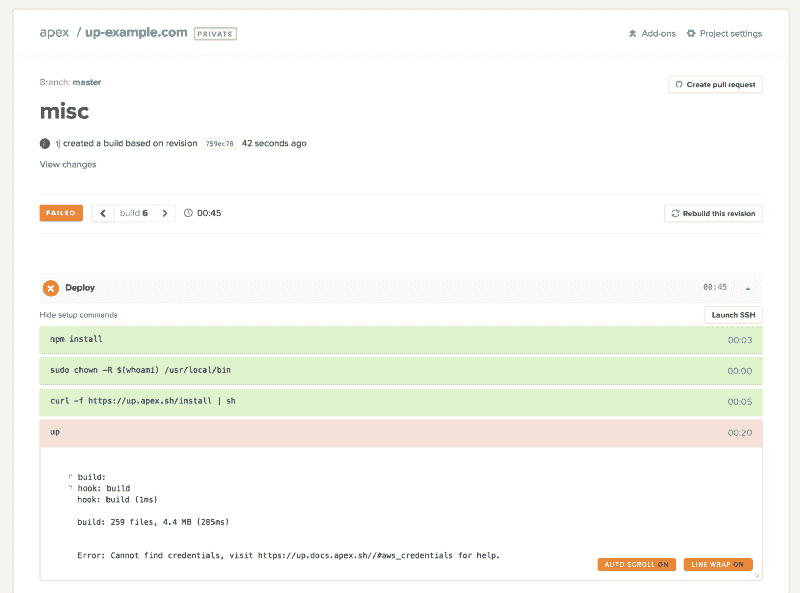 apex / up-example.com PRIVATE
Add-ons Project settings
Branch: master
Create pull request
misc
tj created a build based on revision 759ec78 42 seconds ago
View changes
FAILED build 6 00:45
Rebuild this revision
Deploy 00:45
Hide setup commands
Launch SSH
npm install 00:03
sudo chown -R $(whoami) /usr/local/bin 00:00
curl -f https://up.apex.sh/install | sh 00:05
up 00:20
build:
hook: build
hook: build (1ms)
build: 259 files, 4.4 MB (285ms)
Error: Cannot find credentials, visit https://up.docs.apex.sh//#aws_credentials for help.
AUTO SCROLL ON LINE WRAP ON